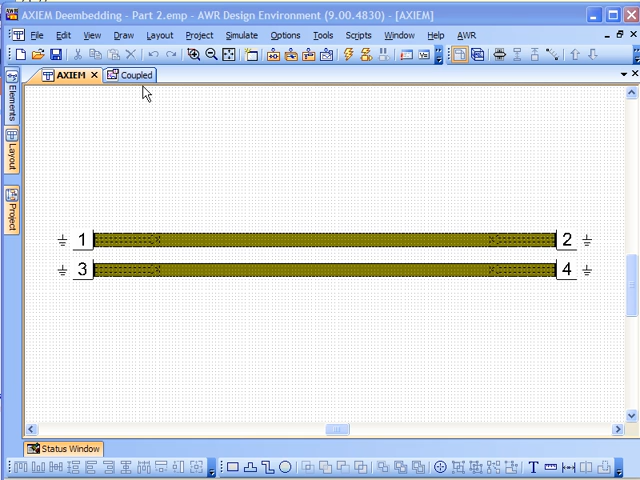 AXIEM Deembedding - Part 2.emp - AWR Design Environment (9.00.4830) - [AXIEM]
File Edit View Draw Layout Project Simulate Options Tools Scripts Window Help AWR
AXIEM Coupled
Elements
Layout
Project
1 2
3 4
Status Window